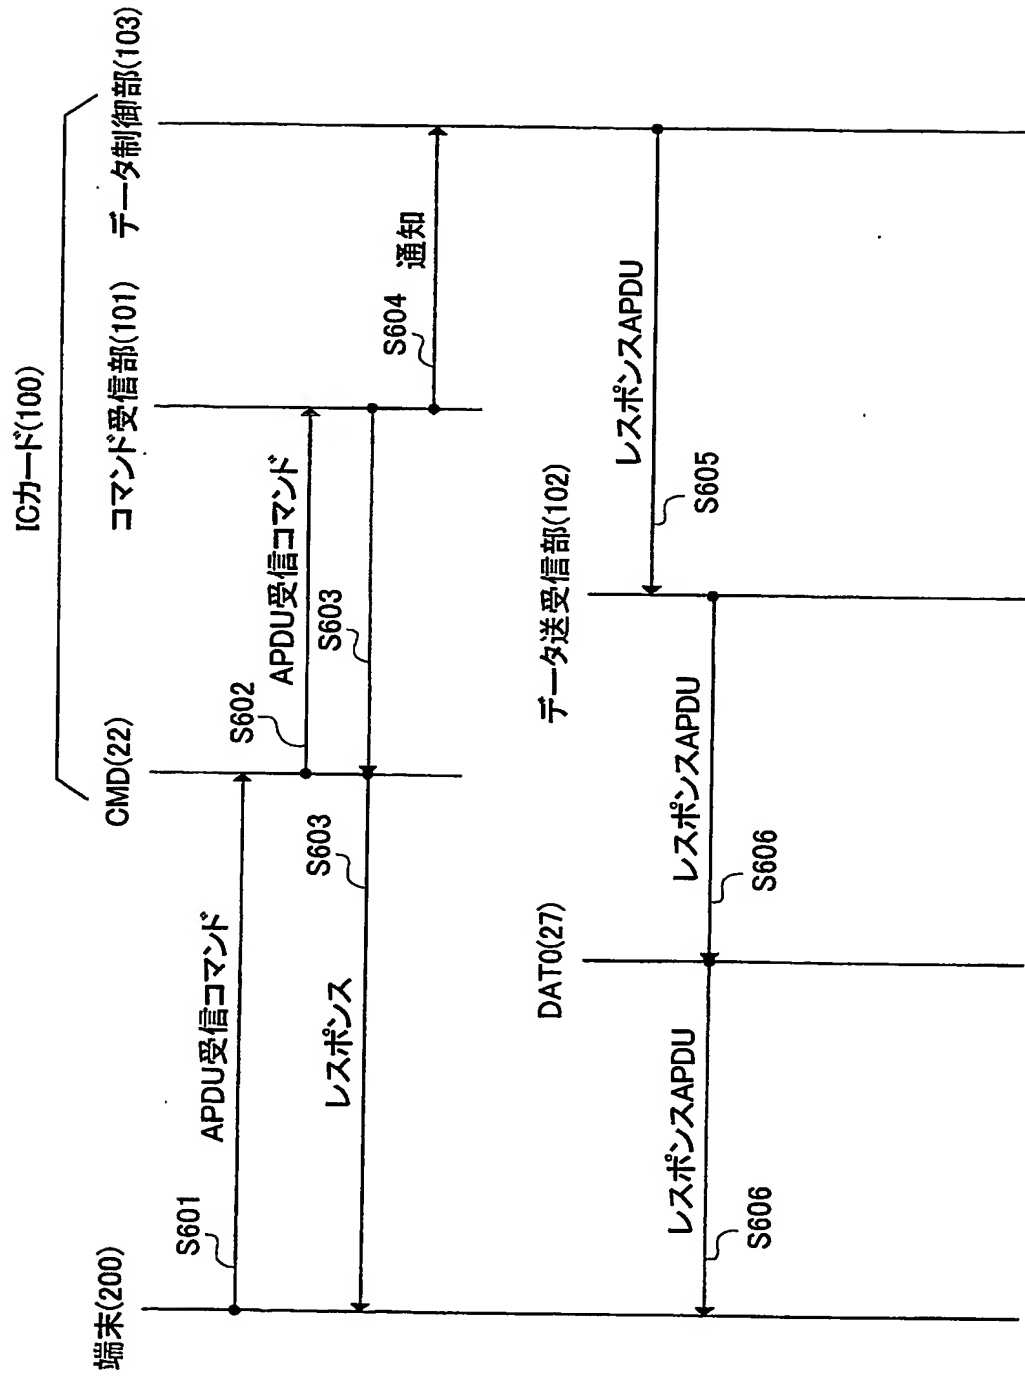 ICカード(100)
端末(200)
CMD(22)
コマンド受信部(101)
データ制御部(103)
S601
APDU受信コマンド
S602
APDU受信コマンド
レスポンス
S603
S603
S604
通知
DAT0(27)
データ送受信部(102)
レスポンスAPDU
S605
レスポンスAPDU
S606
レスポンスAPDU
S606